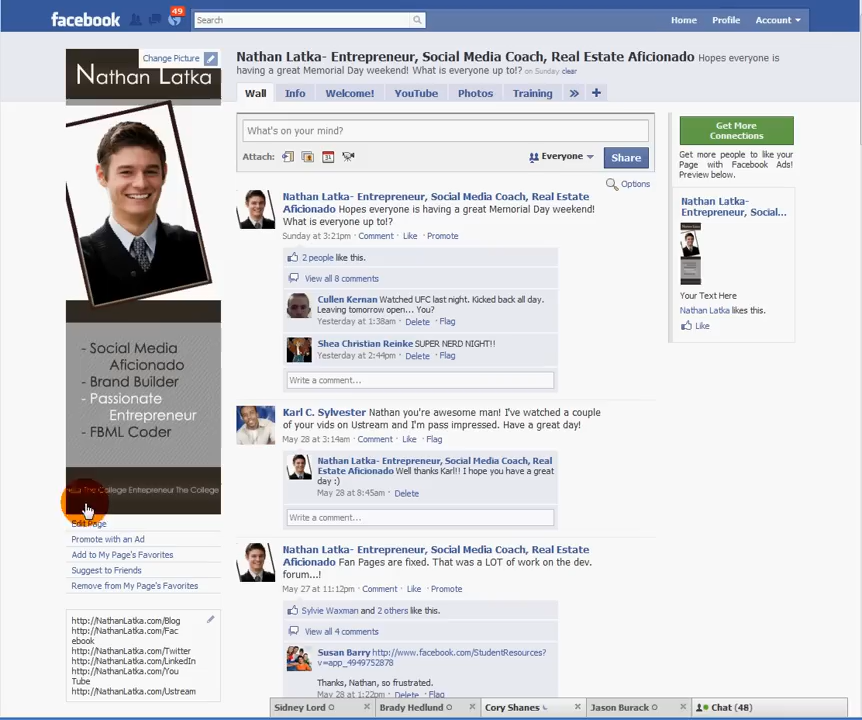 facebook
49
Search
Home Profile Account
Change Picture
Nathan Latka
Nathan Latka- Entrepreneur, Social Media Coach, Real Estate Aficionado Hopes everyone is
having a great Memorial Day weekend! What is everyone up to!? on Sunday clear
Wall Info Welcome! YouTube Photos Training » +
What's on your mind?
Attach: 31 Everyone Share
Options
Nathan Latka- Entrepreneur, Social Media Coach, Real Estate
Aficionado Hopes everyone is having a great Memorial Day weekend!
What is everyone up to!?
Sunday at 3:21pm · Comment · Like · Promote
2 people like this.
View all 8 comments
Cullen Kernan Watched UFC last night. Kicked back all day.
Leaving tomorrow open... You?
Yesterday at 1:38am · Delete · Flag
Shea Christian Reinke SUPER NERD NIGHT!!
Yesterday at 2:44pm · Delete · Flag
Write a comment...
Karl C. Sylvester Nathan you're awesome man! I've watched a couple
of your vids on Ustream and I'm pass impressed. Have a great day!
May 28 at 3:14am · Comment · Like · Flag
Nathan Latka- Entrepreneur, Social Media Coach, Real Estate
Aficionado Well thanks Karl!! I hope you have a great
day :)
May 28 at 8:45am · Delete
Write a comment...
Nathan Latka- Entrepreneur, Social Media Coach, Real Estate
Aficionado Fan Pages are fixed. That was a LOT of work on the dev.
forum...!
May 27 at 11:12pm · Comment · Like · Promote
Sylvie Waxman and 2 others like this.
View all 4 comments
Susan Barry http://www.facebook.com/StudentResources?
v=app_4949752878
Thanks, Nathan, so frustrated.
May 28 at 1:22pm · Delete · Flag
- Social Media
Aficionado
- Brand Builder
- Passionate
Entrepreneur
- FBML Coder
The College Entrepreneur The College
Edit Page
Promote with an Ad
Add to My Page's Favorites
Suggest to Friends
Remove from My Page's Favorites
http://NathanLatka.com/Blog
http://NathanLatka.com/Fac
ebook
http://NathanLatka.com/Twitter
http://NathanLatka.com/LinkedIn
http://NathanLatka.com/You
Tube
http://NathanLatka.com/Ustream
Get More
Connections
Get more people to like your
Page with Facebook Ads!
Preview below.
Nathan Latka-
Entrepreneur, Social...
Your Text Here
Nathan Latka likes this.
Like
Sidney Lord Brady Hedlund Cory Shanes Jason Burack Chat (48)